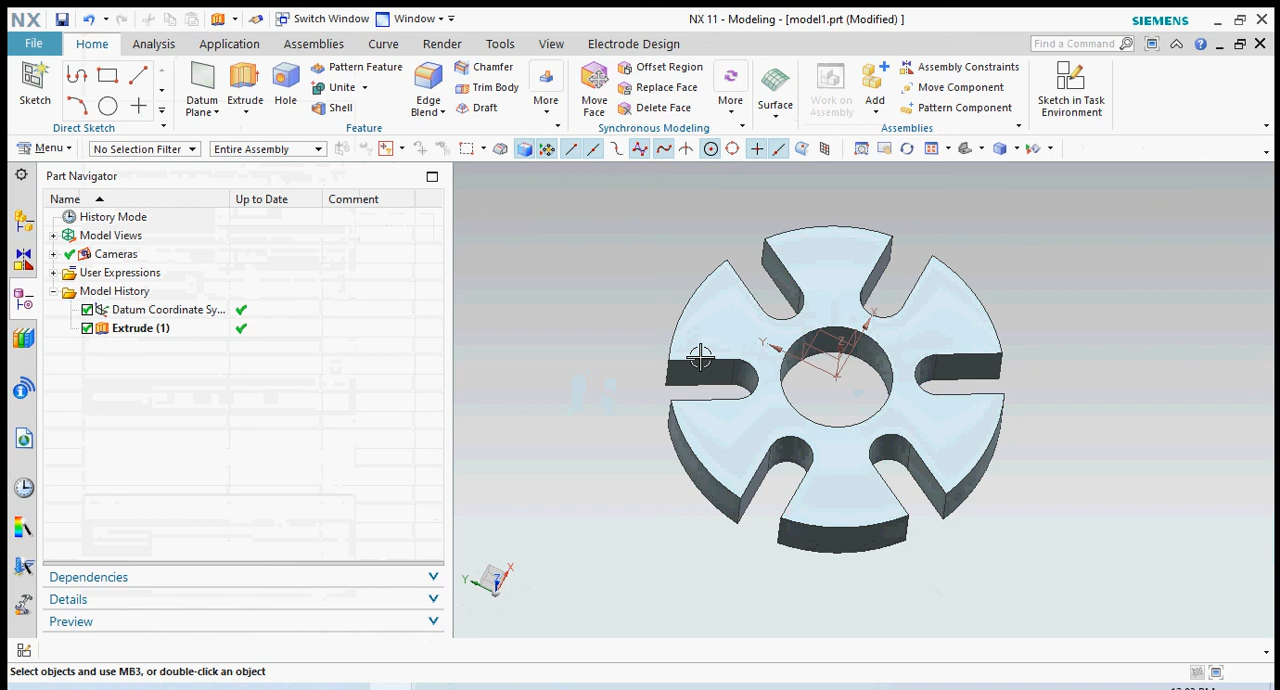 NX
Switch Window
Window
NX 11 - Modeling - [model1.prt (Modified) ]
SIEMENS
File
Home
Analysis
Application
Assemblies
Curve
Render
Tools
View
Electrode Design
Find a Command
Sketch
Direct Sketch
Datum Plane
Extrude
Hole
Pattern Feature
Unite
Shell
Edge Blend
Chamfer
Trim Body
Draft
More
Feature
Move Face
Offset Region
Replace Face
Delete Face
More
Synchronous Modeling
Surface
Work on Assembly
Add
Assembly Constraints
Move Component
Pattern Component
Assemblies
Sketch in Task Environment
Menu
No Selection Filter
Entire Assembly
Part Navigator
Name
Up to Date
Comment
History Mode
Model Views
Cameras
User Expressions
Model History
Datum Coordinate Sy...
Extrude (1)
Dependencies
Details
Preview
X
Y
Z
Y
Z
X
Select objects and use MB3, or double-click an object